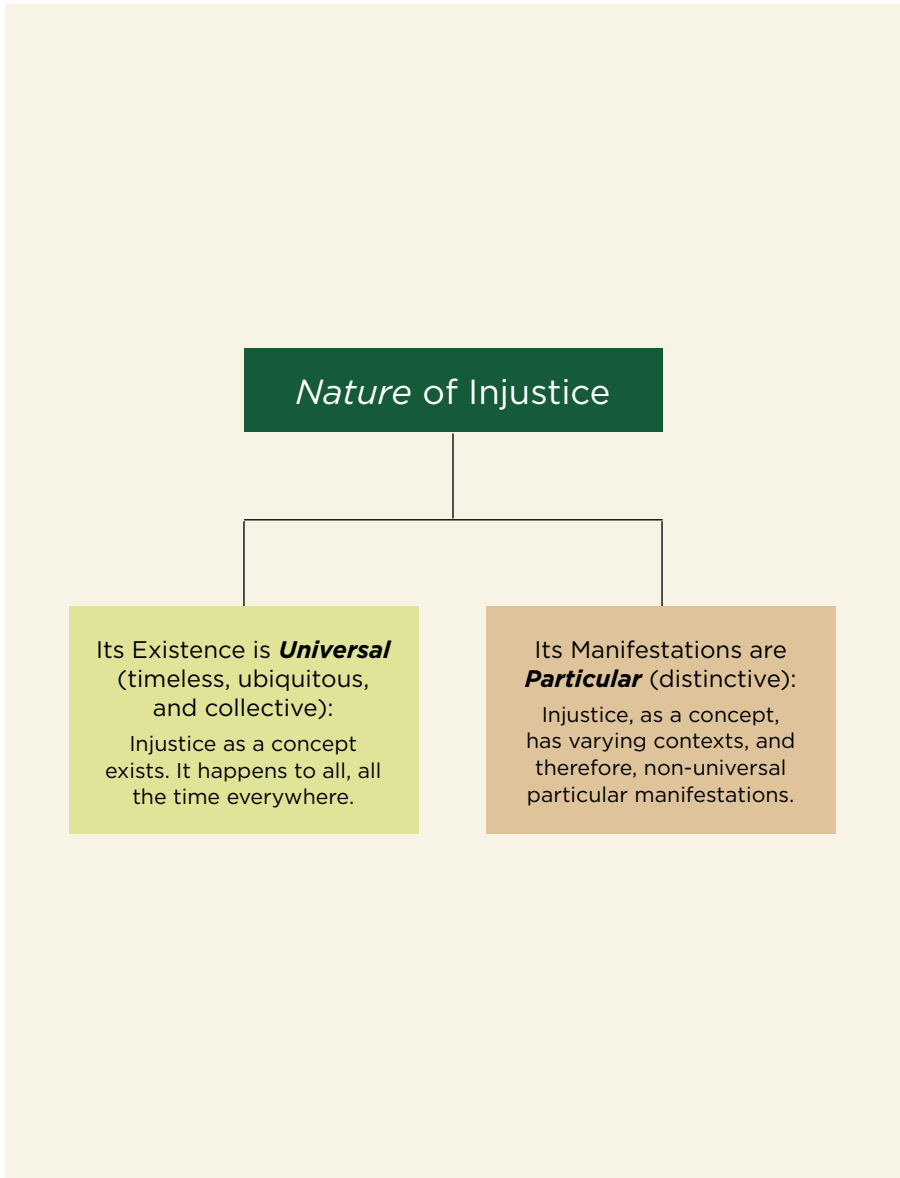 Nature of Injustice
Its Existence is Universal
(timeless, ubiquitous,
and collective):
Injustice as a concept
exists. It happens to all, all
the time everywhere.
Its Manifestations are
Particular (distinctive):
Injustice, as a concept,
has varying contexts, and
therefore, non-universal
particular manifestations.